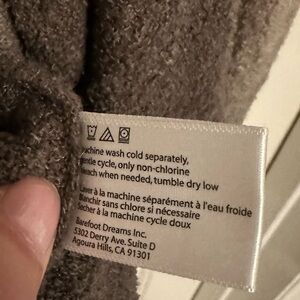 achine wash cold separately,
gentle cycle, only non-chlorine
bleach when needed, tumble dry low
Laver à la machine séparément à l'eau froide
Blanchir sans chlore si nécessaire
Sécher à la machine cycle doux
Barefoot Dreams Inc.
5302 Derry Ave. Suite D
Agoura Hills, CA 91301